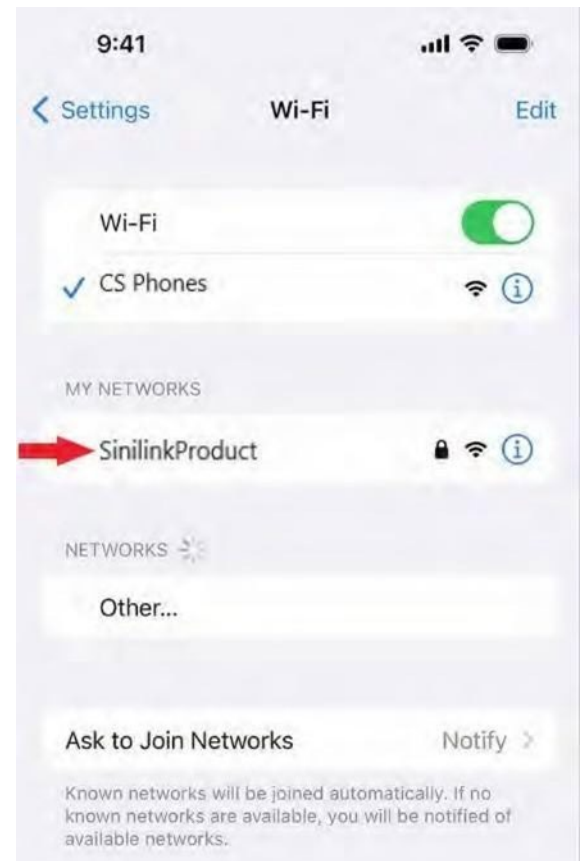 9:41
Settings Wi-Fi Edit
Wi-Fi
CS Phones
MY NETWORKS
SinilinkProduct
NETWORKS
Other...
Ask to Join Networks Notify
Known networks will be joined automatically. If no
known networks are available, you will be notified of
available networks.